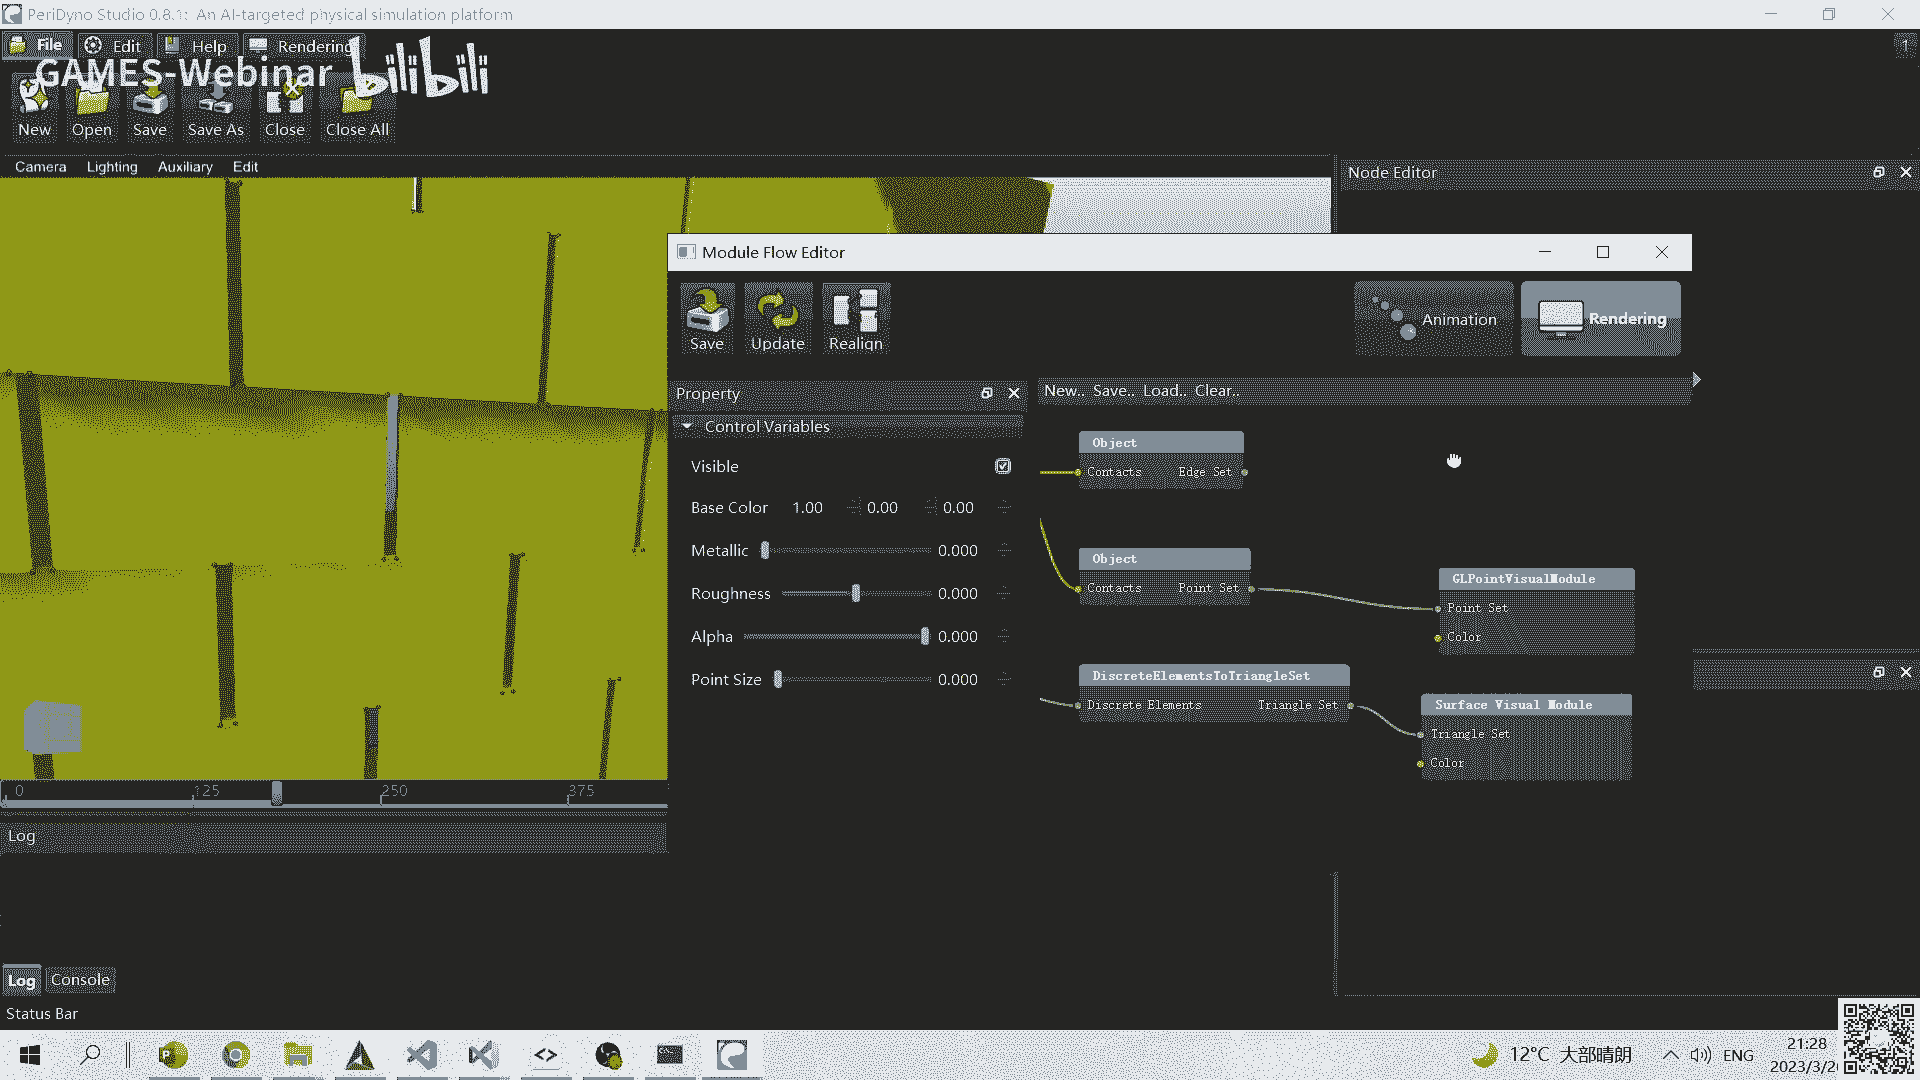 PeriDyno Studio 0.8.1: An AI-targeted physical simulation platform
File Edit Help Rendering
1
GAMES-Webinar bilibili
New Open Save Save As Close Close All
Camera Lighting Auxiliary Edit
Node Editor
Module Flow Editor
Save Update Realign
Animation Rendering
Property
New.. Save.. Load.. Clear..
Control Variables
Visible
Base Color 1.00 0.00 0.00
Metallic 0.000
Roughness 0.000
Alpha 0.000
Point Size 0.000
Object
Contacts Edge Set
Object
Contacts Point Set
GLPointVisualModule
Point Set
Color
DiscreteElementsToTriangleSet
Discrete Elements Triangle Set
Surface Visual Module
Triangle Set
Color
0 125 250 375
Log
Log Console
Status Bar
12°C 大部晴朗
ENG
21:28
2023/3/2